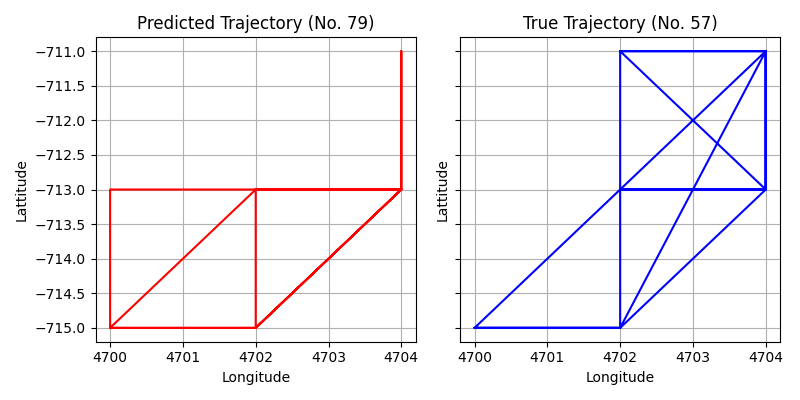 Predicted Trajectory (No. 79)
True Trajectory (No. 57)
−711.0
−711.5
−712.0
−712.5
−713.0
−713.5
−714.0
−714.5
−715.0
Lattitude
Lattitude
4700 4701 4702 4703 4704
4700 4701 4702 4703 4704
Longitude
Longitude